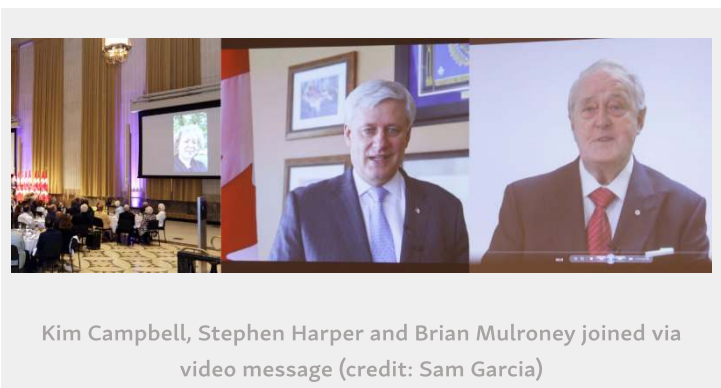 Kim Campbell, Stephen Harper and Brian Mulroney joined via
video message (credit: Sam Garcia)